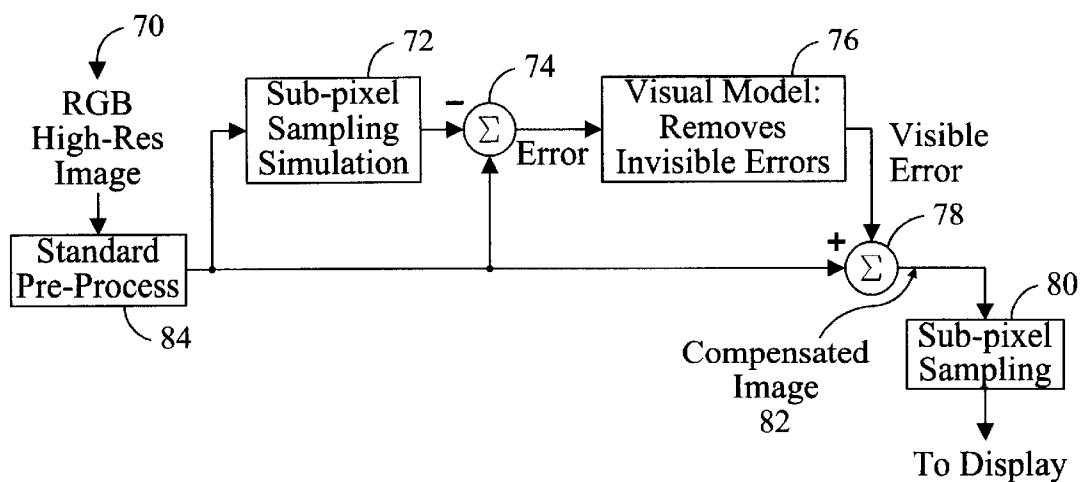 70
RGB
High-Res
Image
Standard
Pre-Process
84
72
Sub-pixel
Sampling
Simulation
−
74
Σ
Error
76
Visual Model:
Removes
Invisible Errors
Visible
Error
78
+
Σ
Compensated
Image
82
80
Sub-pixel
Sampling
To Display